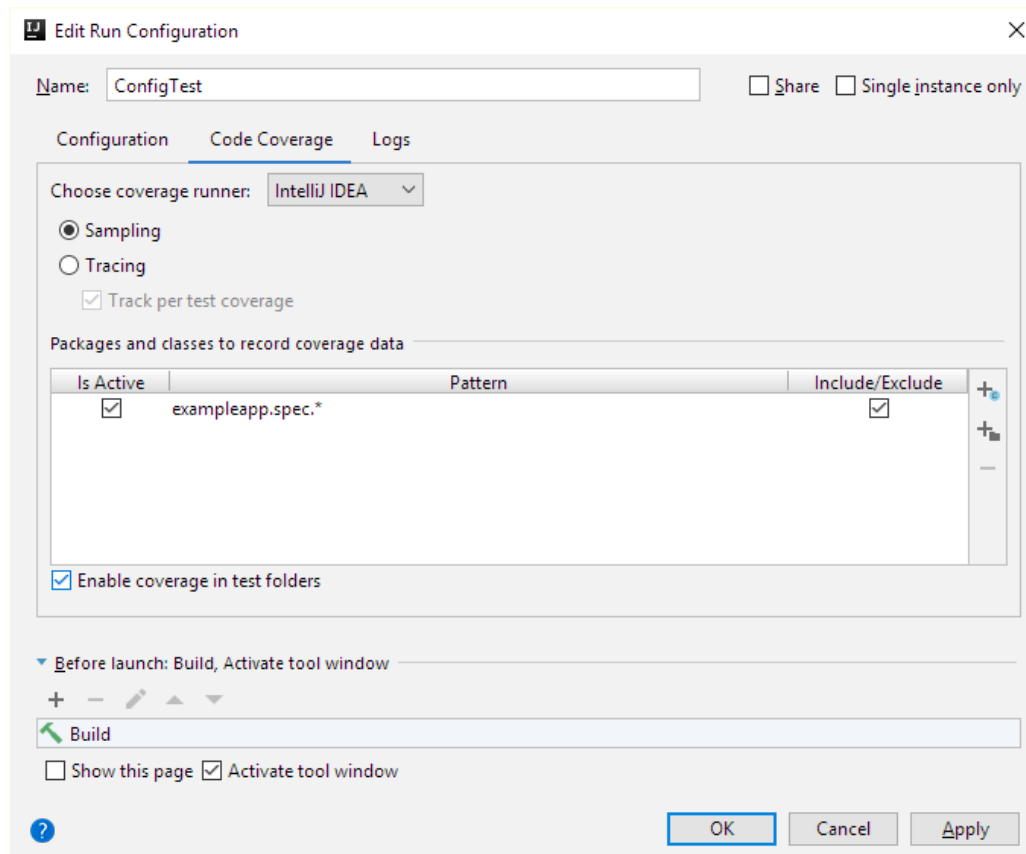 Edit Run Configuration
Name: ConfigTest Share Single instance only
Configuration Code Coverage Logs
Choose coverage runner: IntelliJ IDEA
Sampling
Tracing
Track per test coverage
Packages and classes to record coverage data
Is Active Pattern Include/Exclude
exampleapp.spec.*
Enable coverage in test folders
Before launch: Build, Activate tool window
Build
Show this page Activate tool window
? OK Cancel Apply